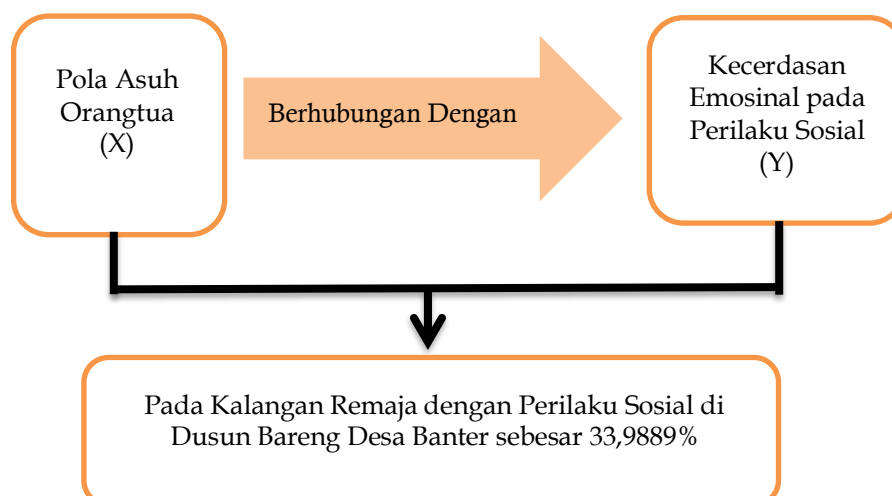 Pola Asuh
Orangtua
(X)
Berhubungan Dengan
Kecerdasan
Emosinal pada
Perilaku Sosial
(Y)
Pada Kalangan Remaja dengan Perilaku Sosial di
Dusun Bareng Desa Banter sebesar 33,9889%